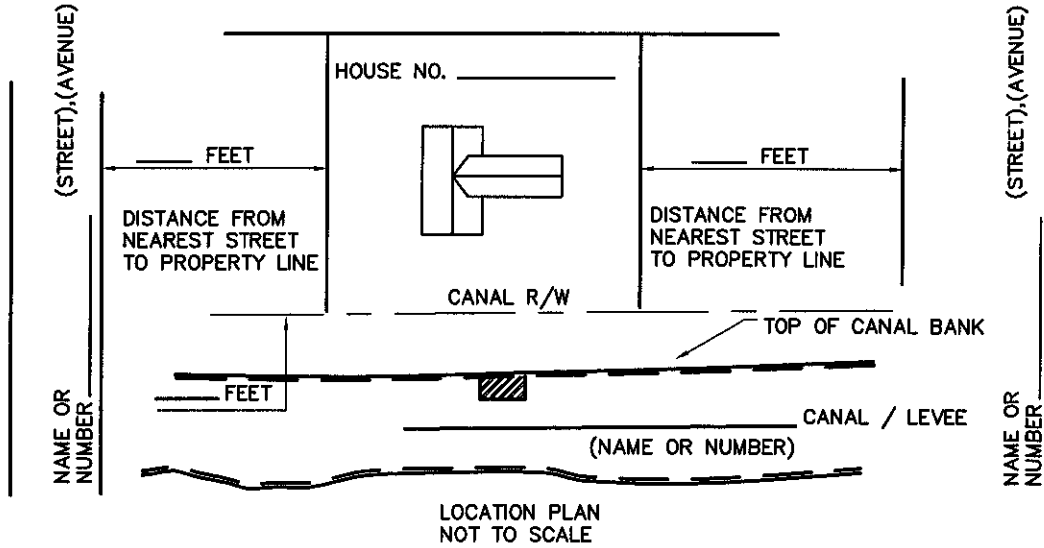 (STREET),(AVENUE)
NAME OR
NUMBER
HOUSE NO.
FEET
DISTANCE FROM
NEAREST STREET
TO PROPERTY LINE
FEET
DISTANCE FROM
NEAREST STREET
TO PROPERTY LINE
(STREET),(AVENUE)
NAME OR
NUMBER
CANAL R/W
TOP OF CANAL BANK
FEET
CANAL / LEVEE
(NAME OR NUMBER)
LOCATION PLAN
NOT TO SCALE